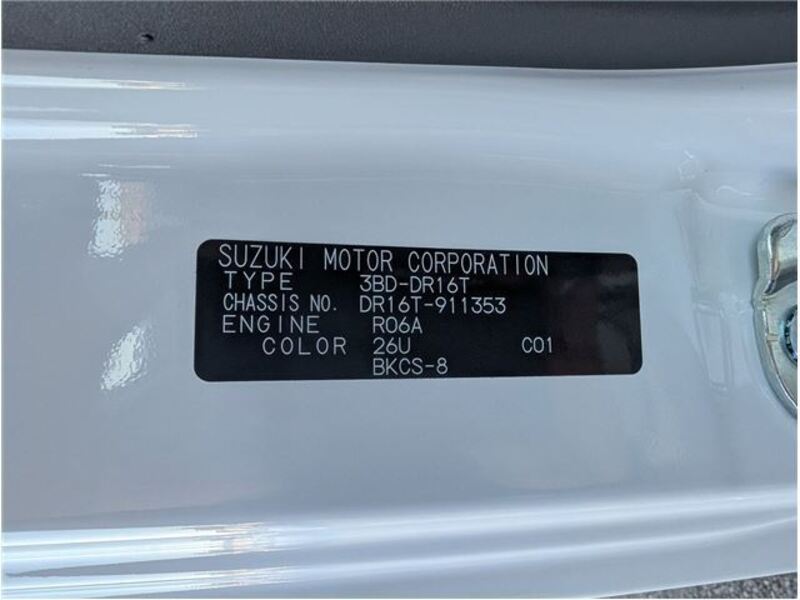 SUZUKI MOTOR CORPORATION
TYPE 3BD-DR16T
CHASSIS NO. DR16T-911353
ENGINE R06A
COLOR 26U C01
BKCS-8